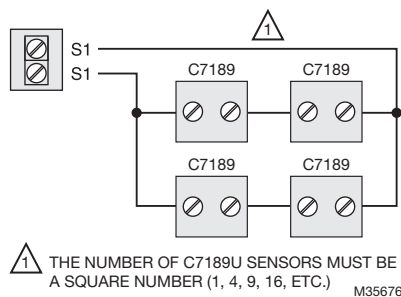 1
S1
S1
C7189 C7189
C7189 C7189
1 THE NUMBER OF C7189U SENSORS MUST BE
A SQUARE NUMBER (1, 4, 9, 16, ETC.)
M35676